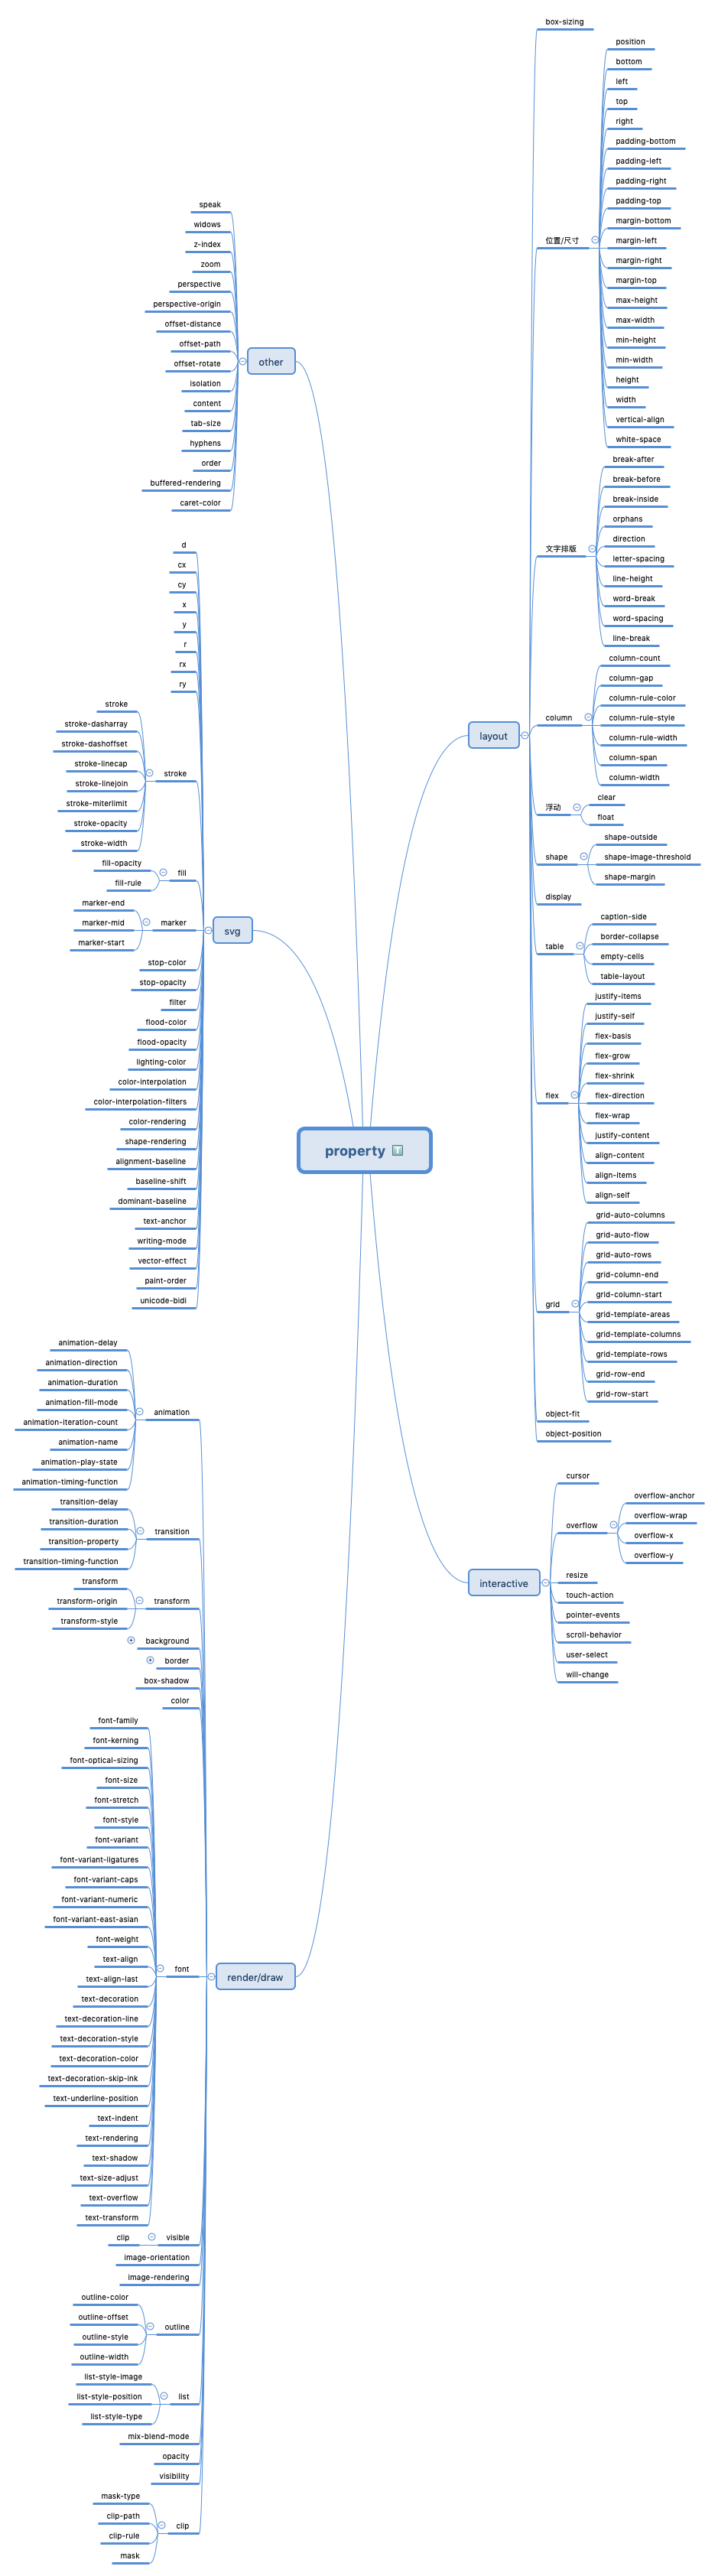 property
layout
box-sizing
位置/尺寸
position
bottom
left
top
right
padding-bottom
padding-left
padding-right
padding-top
margin-bottom
margin-left
margin-right
margin-top
max-height
max-width
min-height
min-width
height
width
vertical-align
white-space
文字排版
break-after
break-before
break-inside
orphans
direction
letter-spacing
line-height
word-break
word-spacing
line-break
column
column-count
column-gap
column-rule-color
column-rule-style
column-rule-width
column-span
column-width
浮动
clear
float
shape
shape-outside
shape-image-threshold
shape-margin
display
table
caption-side
border-collapse
empty-cells
table-layout
flex
justify-items
justify-self
flex-basis
flex-grow
flex-shrink
flex-direction
flex-wrap
justify-content
align-content
align-items
align-self
grid
grid-auto-columns
grid-auto-flow
grid-auto-rows
grid-column-end
grid-column-start
grid-template-areas
grid-template-columns
grid-template-rows
grid-row-end
grid-row-start
object-fit
object-position
interactive
cursor
overflow
overflow-anchor
overflow-wrap
overflow-x
overflow-y
resize
touch-action
pointer-events
scroll-behavior
user-select
will-change
other
speak
widows
z-index
zoom
perspective
perspective-origin
offset-distance
offset-path
offset-rotate
isolation
content
tab-size
hyphens
order
buffered-rendering
caret-color
svg
d
cx
cy
x
y
r
rx
ry
stroke
stroke
stroke-dasharray
stroke-dashoffset
stroke-linecap
stroke-linejoin
stroke-miterlimit
stroke-opacity
stroke-width
fill
fill-opacity
fill-rule
marker
marker-end
marker-mid
marker-start
stop-color
stop-opacity
filter
flood-color
flood-opacity
lighting-color
color-interpolation
color-interpolation-filters
color-rendering
shape-rendering
alignment-baseline
baseline-shift
dominant-baseline
text-anchor
writing-mode
vector-effect
paint-order
unicode-bidi
render/draw
animation
animation-delay
animation-direction
animation-duration
animation-fill-mode
animation-iteration-count
animation-name
animation-play-state
animation-timing-function
transition
transition-delay
transition-duration
transition-property
transition-timing-function
transform
transform
transform-origin
transform-style
background
border
box-shadow
color
font
font-family
font-kerning
font-optical-sizing
font-size
font-stretch
font-style
font-variant
font-variant-ligatures
font-variant-caps
font-variant-numeric
font-variant-east-asian
font-weight
text-align
text-align-last
text-decoration
text-decoration-line
text-decoration-style
text-decoration-color
text-decoration-skip-ink
text-underline-position
text-indent
text-rendering
text-shadow
text-size-adjust
text-overflow
text-transform
visible
clip
image-orientation
image-rendering
outline
outline-color
outline-offset
outline-style
outline-width
list
list-style-image
list-style-position
list-style-type
mix-blend-mode
opacity
visibility
clip
mask-type
clip-path
clip-rule
mask